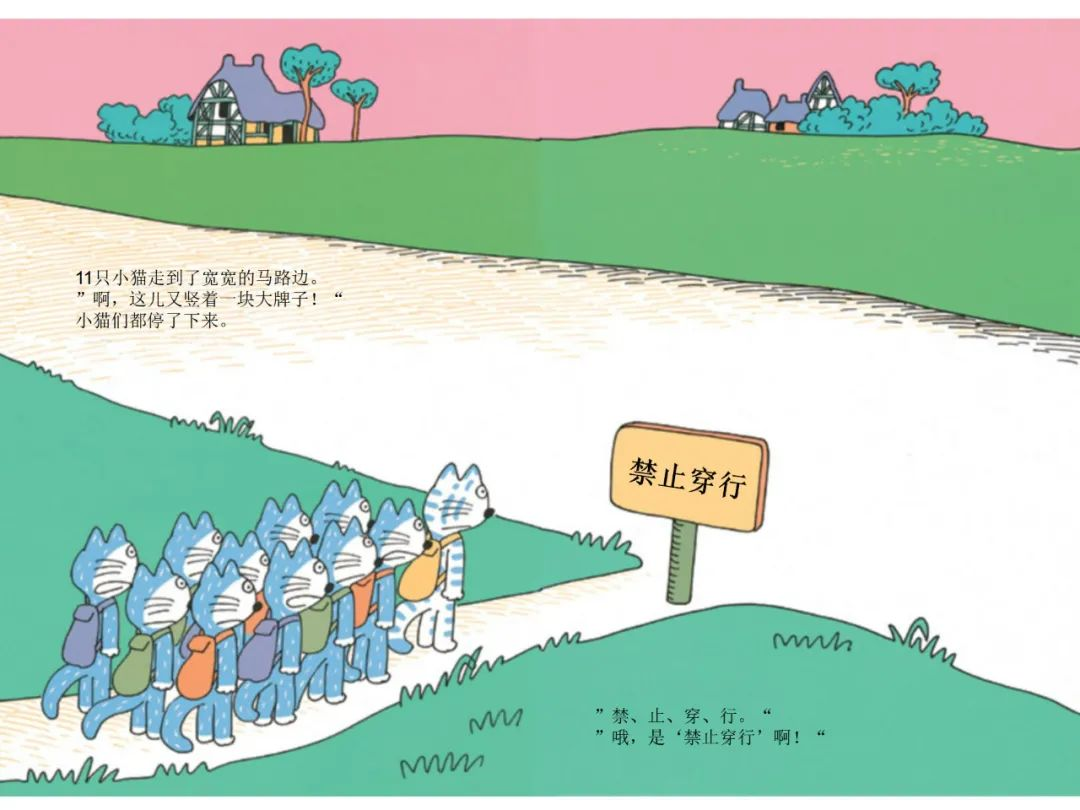 11只小猫走到了宽宽的马路边。
”啊，这儿又竖着一块大牌子！“
小猫们都停了下来。
禁止穿行
”禁、止、穿、行。“
”哦，是‘禁止穿行’啊！“